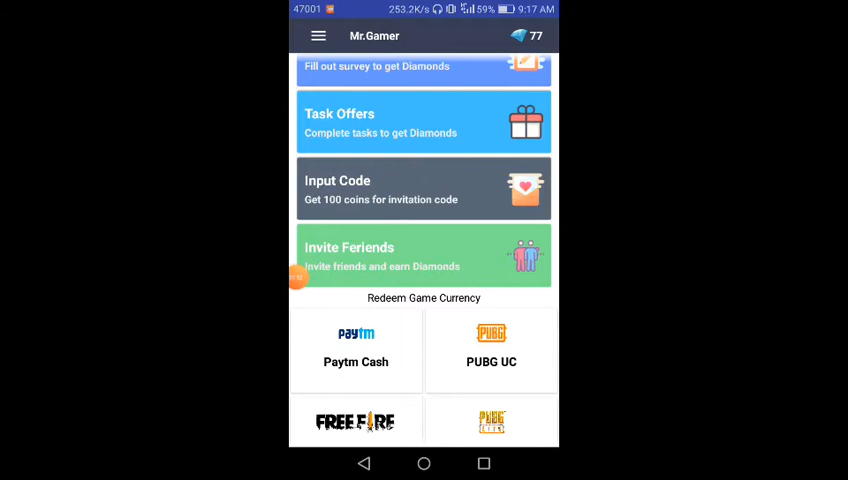 47001 253.2K/s 59% 9:17 AM
Mr.Gamer 77
Fill out survey to get Diamonds
Task Offers
Complete tasks to get Diamonds
Input Code
Get 100 coins for invitation code
Invite Feriends
Invite friends and earn Diamonds
Redeem Game Currency
paytm PUBG
Paytm Cash PUBG UC
FREE FIRE PUBG